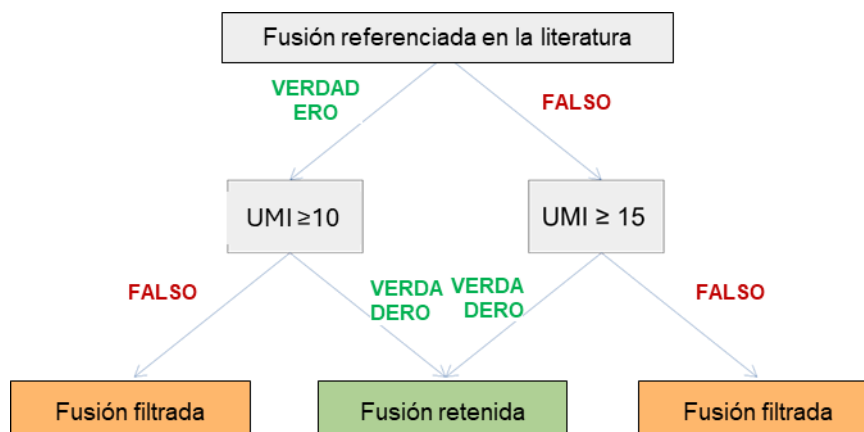 Fusión referenciada en la literatura
VERDAD
ERO
FALSO
UMI ≥10
UMI ≥ 15
FALSO
VERDA
DERO
VERDA
DERO
FALSO
Fusión filtrada
Fusión retenida
Fusión filtrada